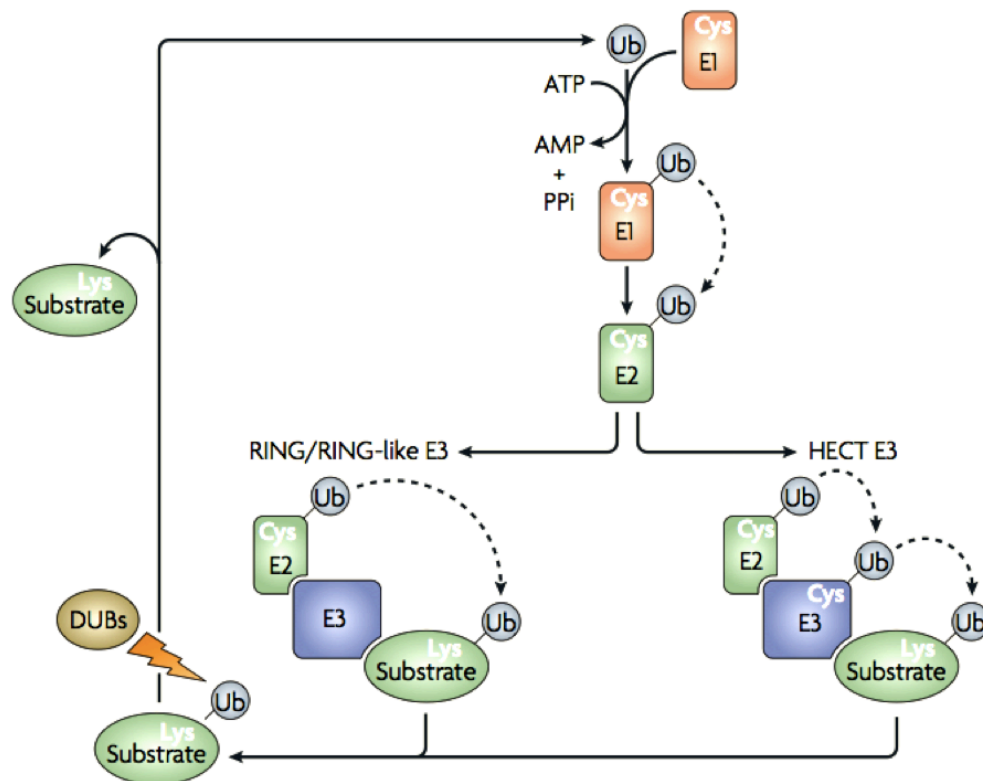 Ub
Cys
E1
ATP
AMP
+
PPi
Ub
Cys
E1
Lys
Substrate
Ub
Cys
E2
RING/RING-like E3
HECT E3
Ub
Cys
E2
E3
Ub
Lys
Substrate
Ub
Cys
E2
Ub
Cys
E3
Ub
Lys
Substrate
DUBs
Ub
Lys
Substrate